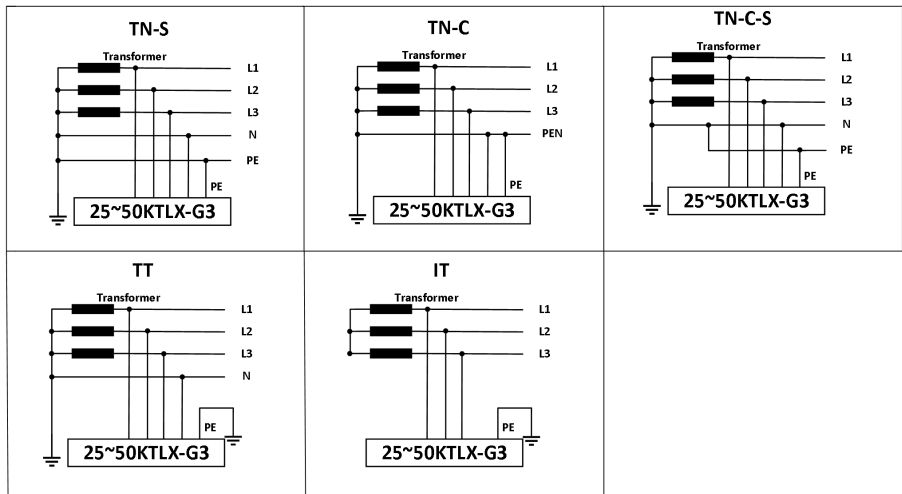 TN-S
Transformer
L1
L2
L3
N
PE
PE
25~50KTLX-G3
TN-C
Transformer
L1
L2
L3
PEN
PE
25~50KTLX-G3
TN-C-S
Transformer
L1
L2
L3
N
PE
PE
25~50KTLX-G3
TT
Transformer
L1
L2
L3
N
PE
25~50KTLX-G3
IT
Transformer
L1
L2
L3
PE
25~50KTLX-G3